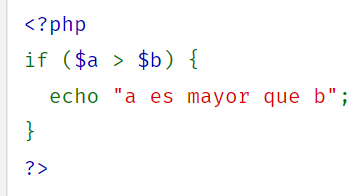 <?php
if ($a > $b) {
  echo "a es mayor que b";
}
?>